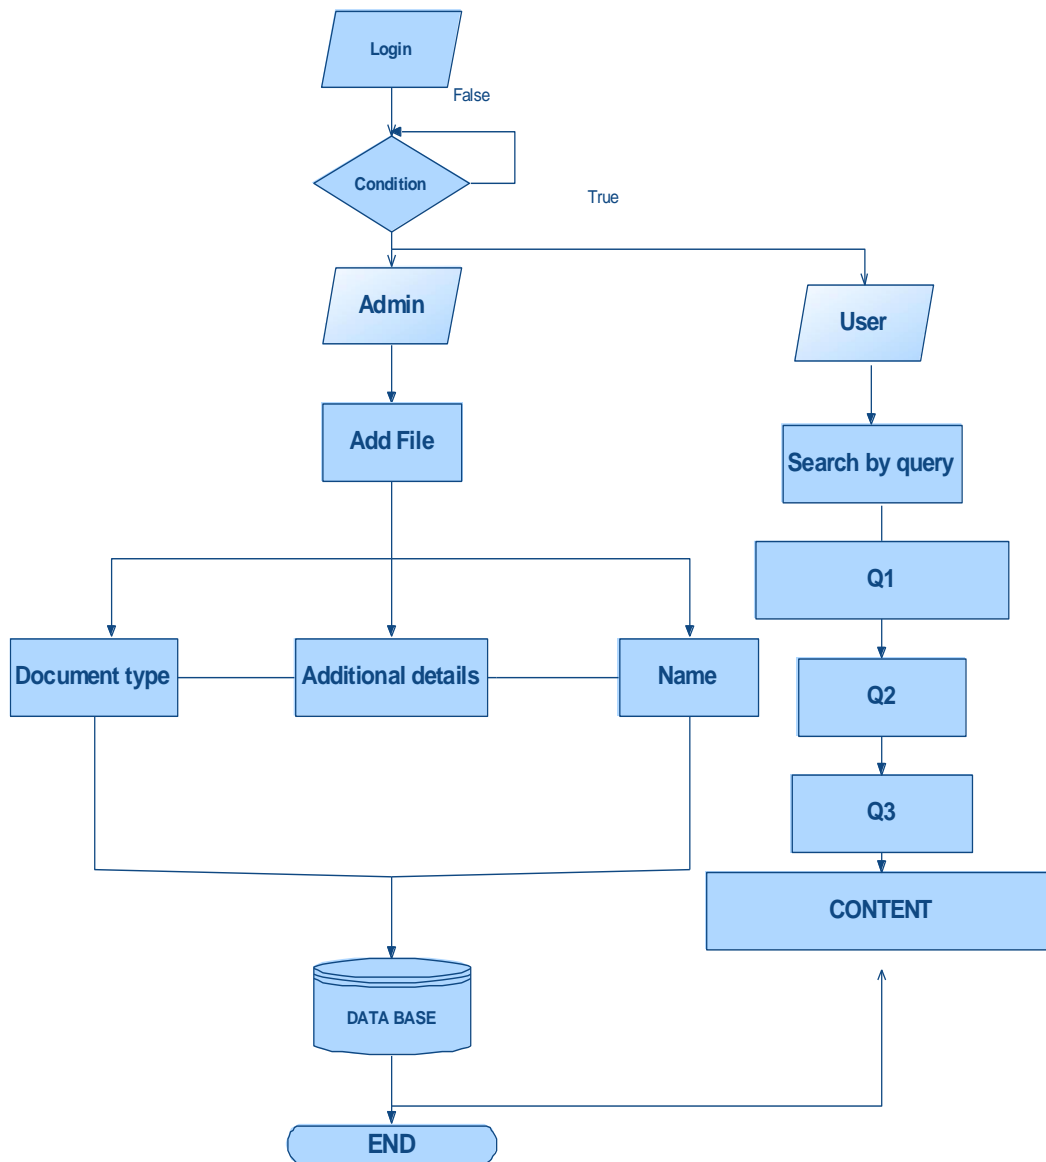 Login
False
Condition
True
Admin
User
Add File
Search by query
Q1
Document type
Additional details
Name
Q2
Q3
CONTENT
DATA BASE
END